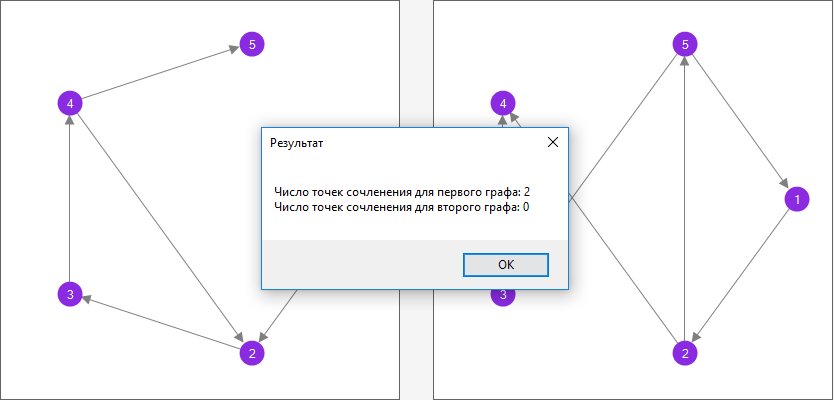 5
5
4
4
Результат
Число точек сочленения для первого графа: 2
Число точек сочленения для второго графа: 0
1
OK
3
3
2
2